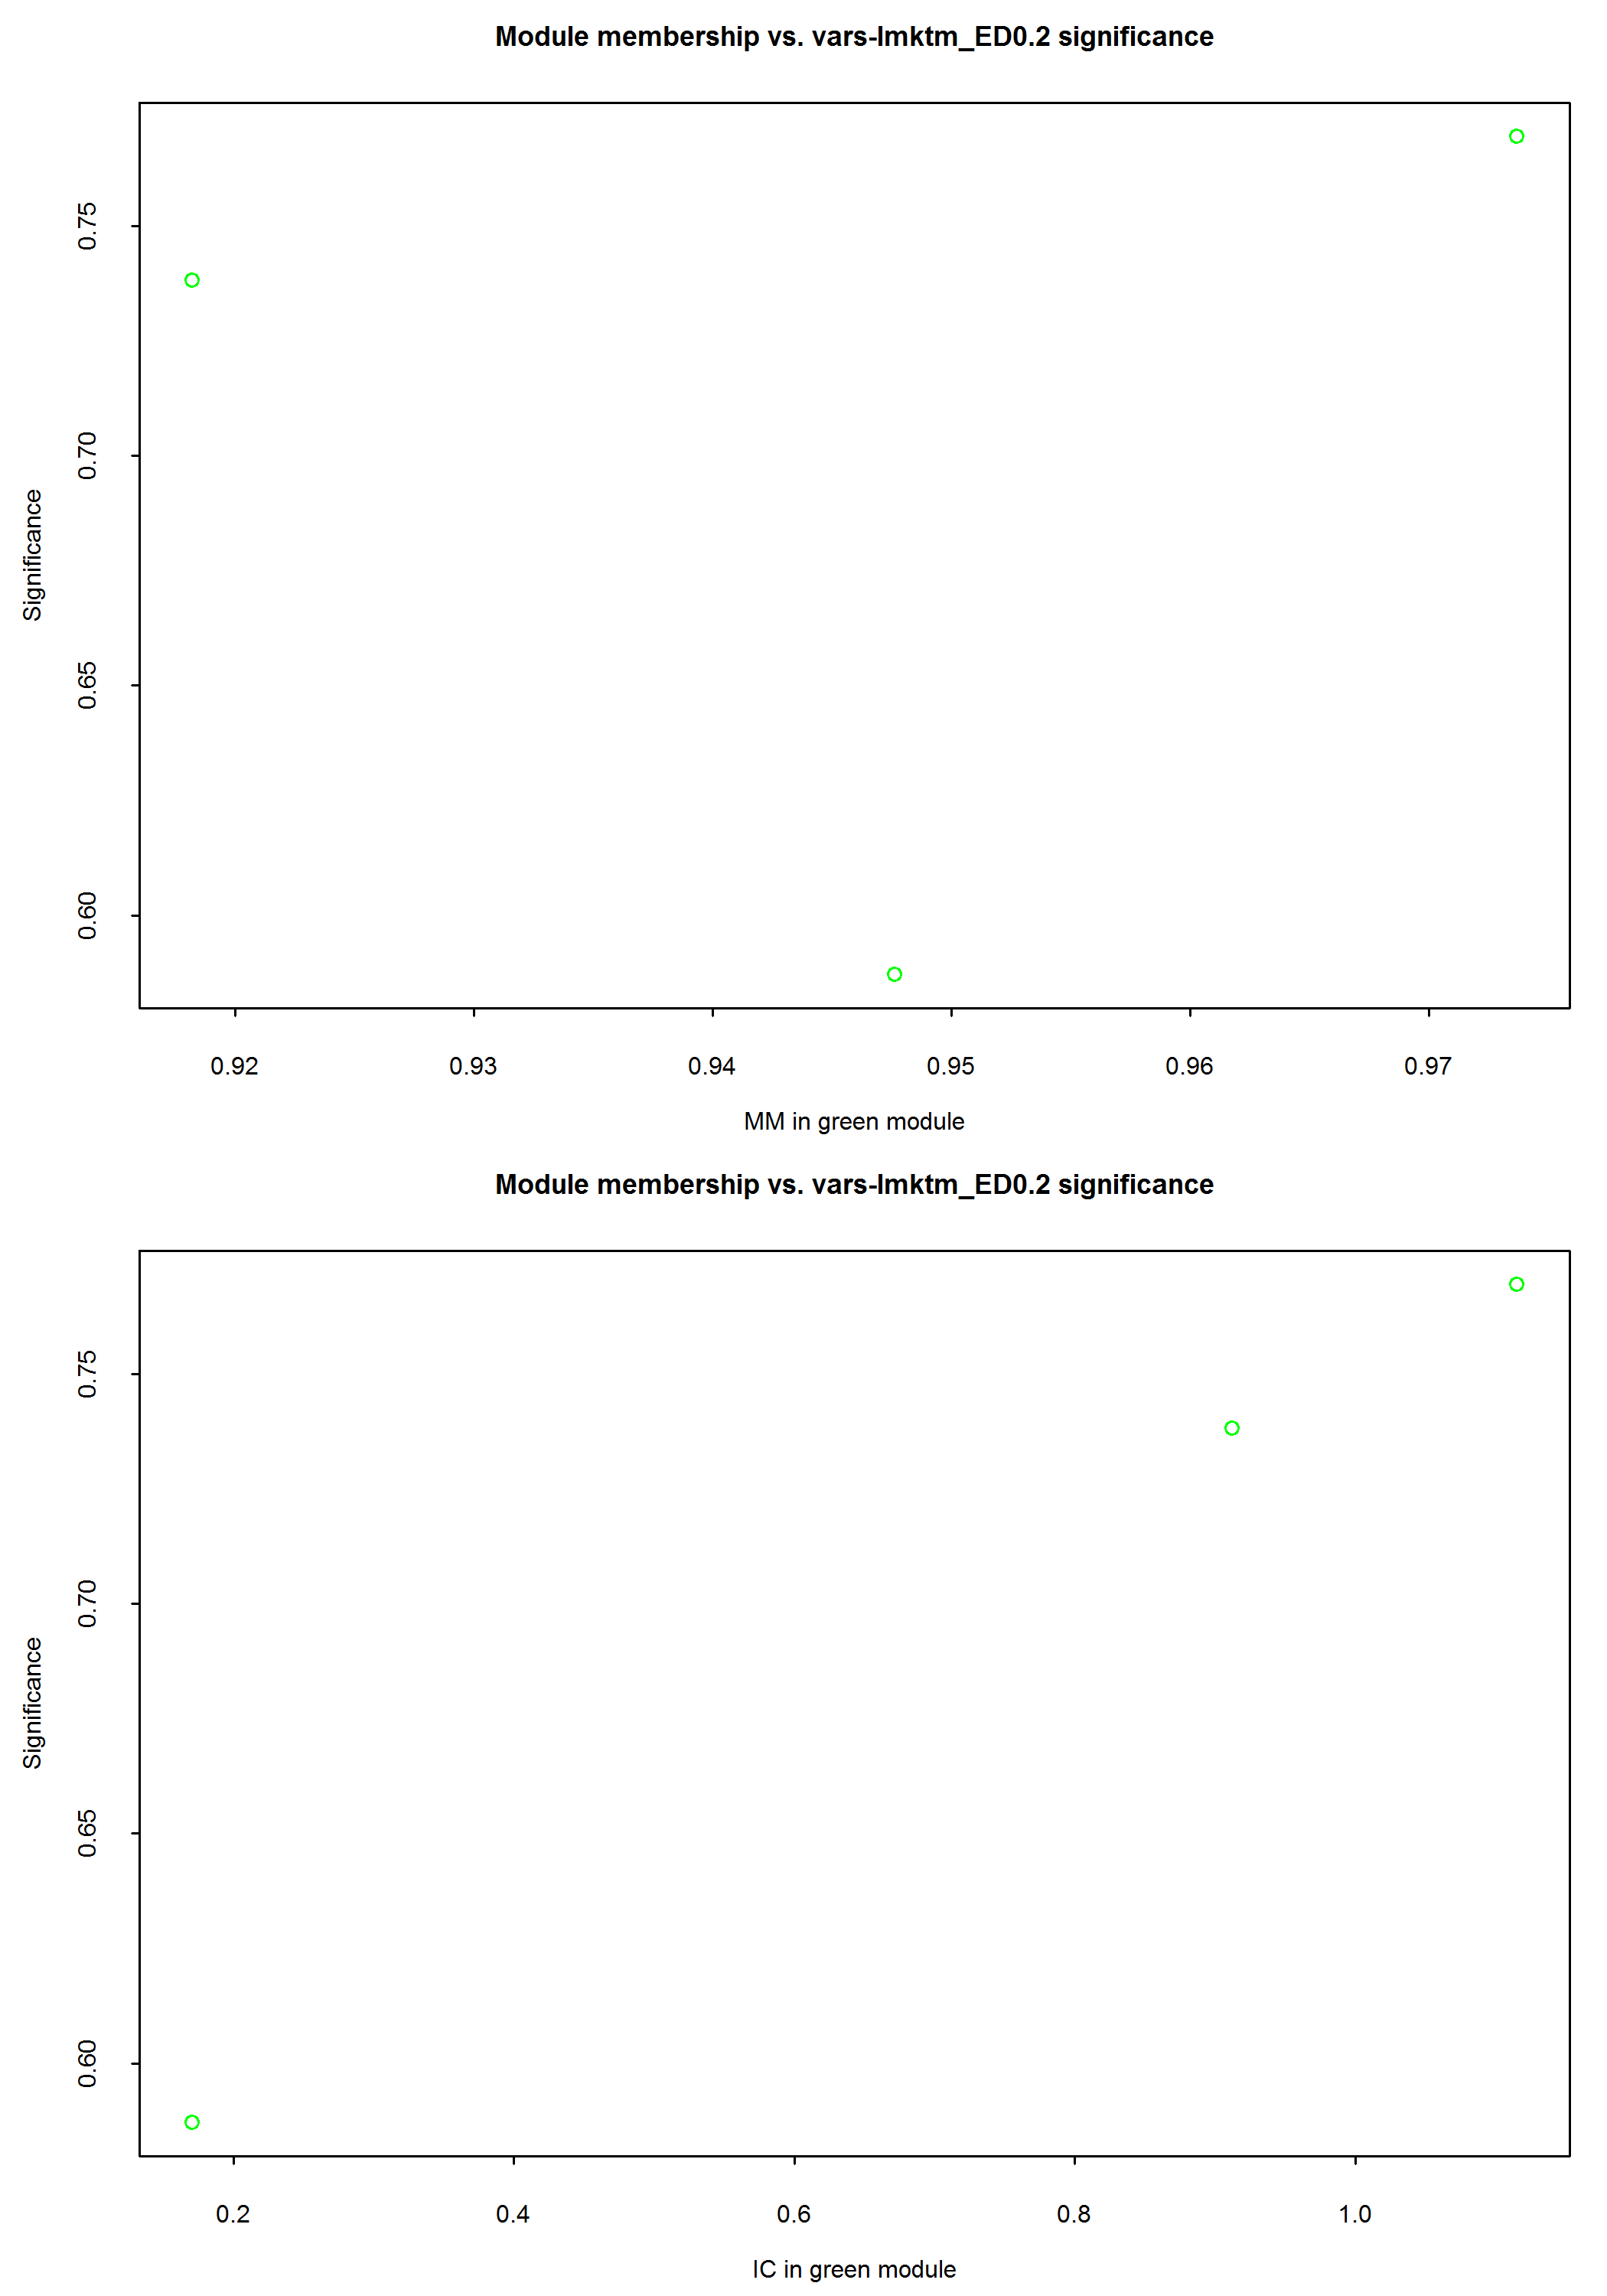 Module membership vs. vars-lmktm_ED0.2 significance
0.75
0.70
0.65
0.60
Significance
0.92 0.93 0.94 0.95 0.96 0.97
MM in green module
Module membership vs. vars-lmktm_ED0.2 significance
0.75
0.70
0.65
0.60
Significance
0.2 0.4 0.6 0.8 1.0
IC in green module